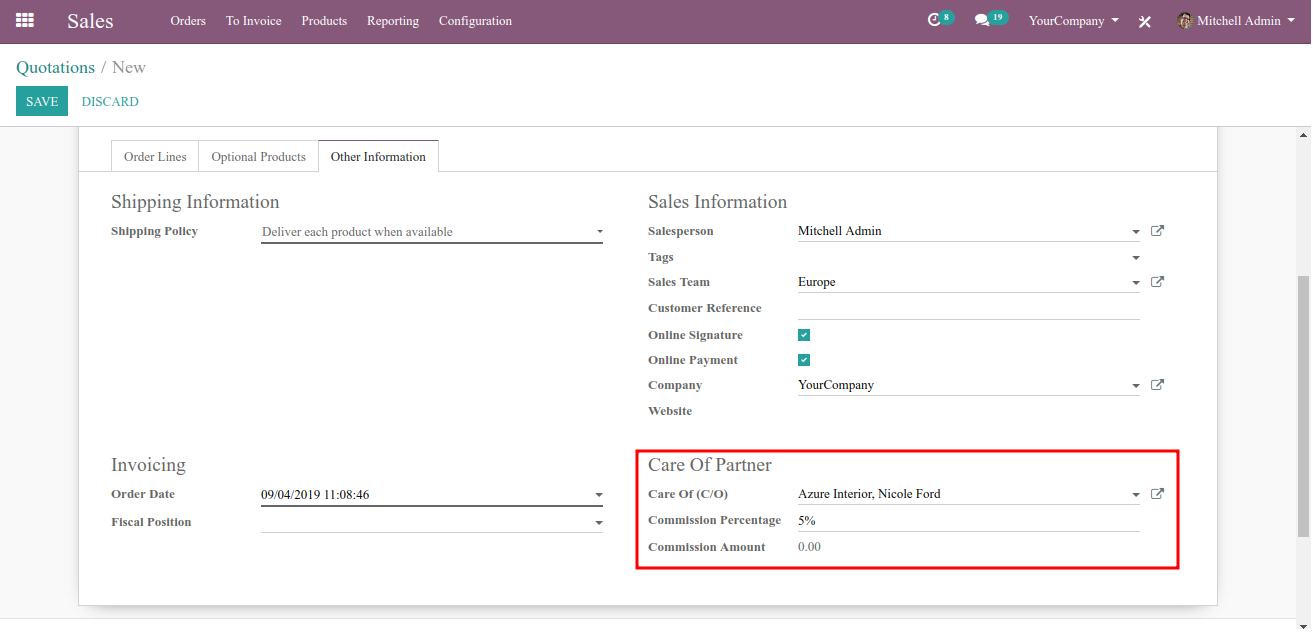 Sales Orders To Invoice Products Reporting Configuration 8 19 YourCompany Mitchell Admin
Quotations / New
SAVE DISCARD
Order Lines Optional Products Other Information
Shipping Information
Shipping Policy Deliver each product when available
Sales Information
Salesperson Mitchell Admin
Tags
Sales Team Europe
Customer Reference
Online Signature
Online Payment
Company YourCompany
Website
Invoicing
Order Date 09/04/2019 11:08:46
Fiscal Position
Care Of Partner
Care Of (C/O) Azure Interior, Nicole Ford
Commission Percentage 5%
Commission Amount 0.00